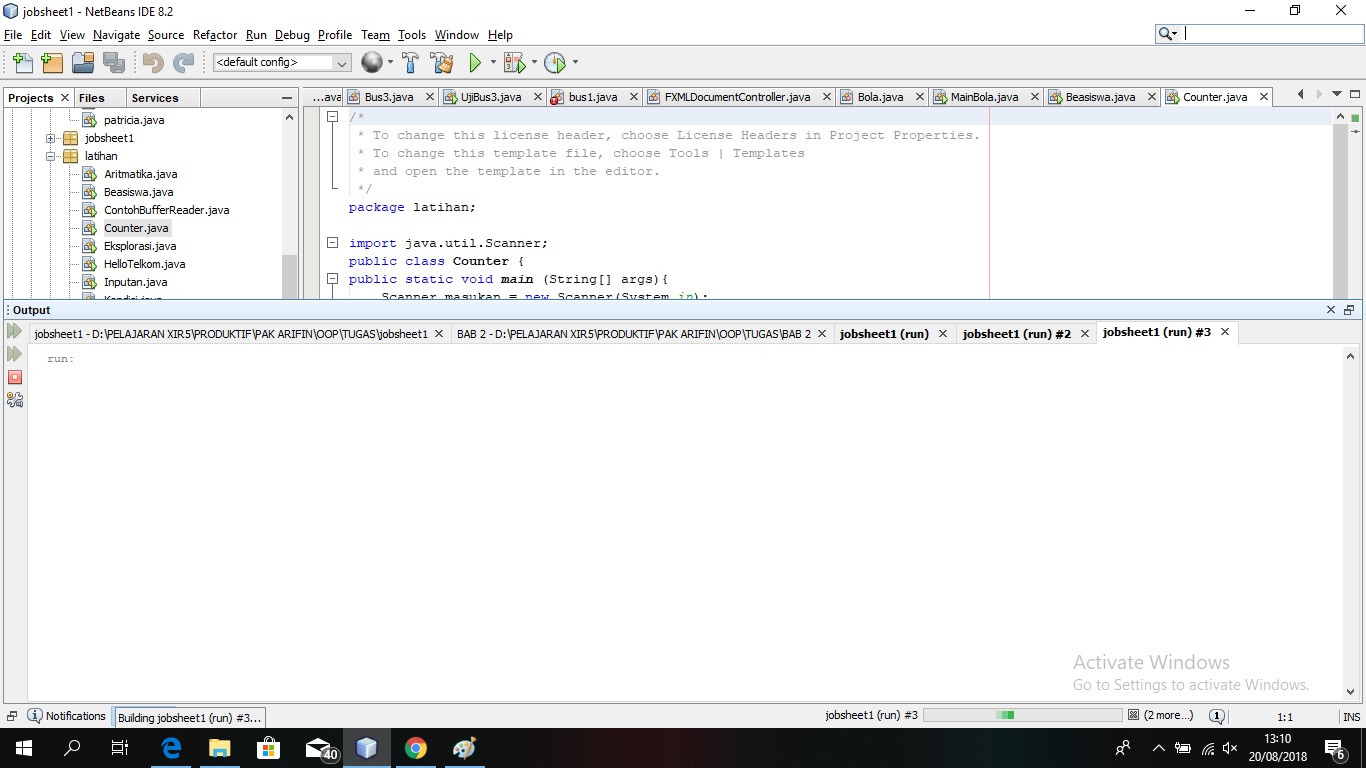 jobsheet1 - NetBeans IDE 8.2
File Edit View Navigate Source Refactor Run Debug Profile Team Tools Window Help
<default config>
Projects Files Services
...ava Bus3.java UjiBus3.java bus1.java FXMLDocumentController.java Bola.java MainBola.java Beasiswa.java Counter.java
patricia.java
jobsheet1
latihan
Aritmatika.java
Beasiswa.java
ContohBufferReader.java
Counter.java
Eksplorasi.java
HelloTelkom.java
Inputan.java
Kondisi.java
/*
* To change this license header, choose License Headers in Project Properties.
* To change this template file, choose Tools | Templates
* and open the template in the editor.
*/
package latihan;
import java.util.Scanner;
public class Counter {
public static void main (String[] args){
Scanner masukan = new Scanner(System.in);
Output
jobsheet1 - D:\PELAJARAN XIR5\PRODUKTIF\PAK ARIFIN\OOP\TUGAS\jobsheet1 BAB 2 - D:\PELAJARAN XIR5\PRODUKTIF\PAK ARIFIN\OOP\TUGAS\BAB 2 jobsheet1 (run) jobsheet1 (run) #2 jobsheet1 (run) #3
run:
Activate Windows
Go to Settings to activate Windows.
Notifications Building jobsheet1 (run) #3... jobsheet1 (run) #3 (2 more...) 1 1:1 INS
40
13:10
20/08/2018
6